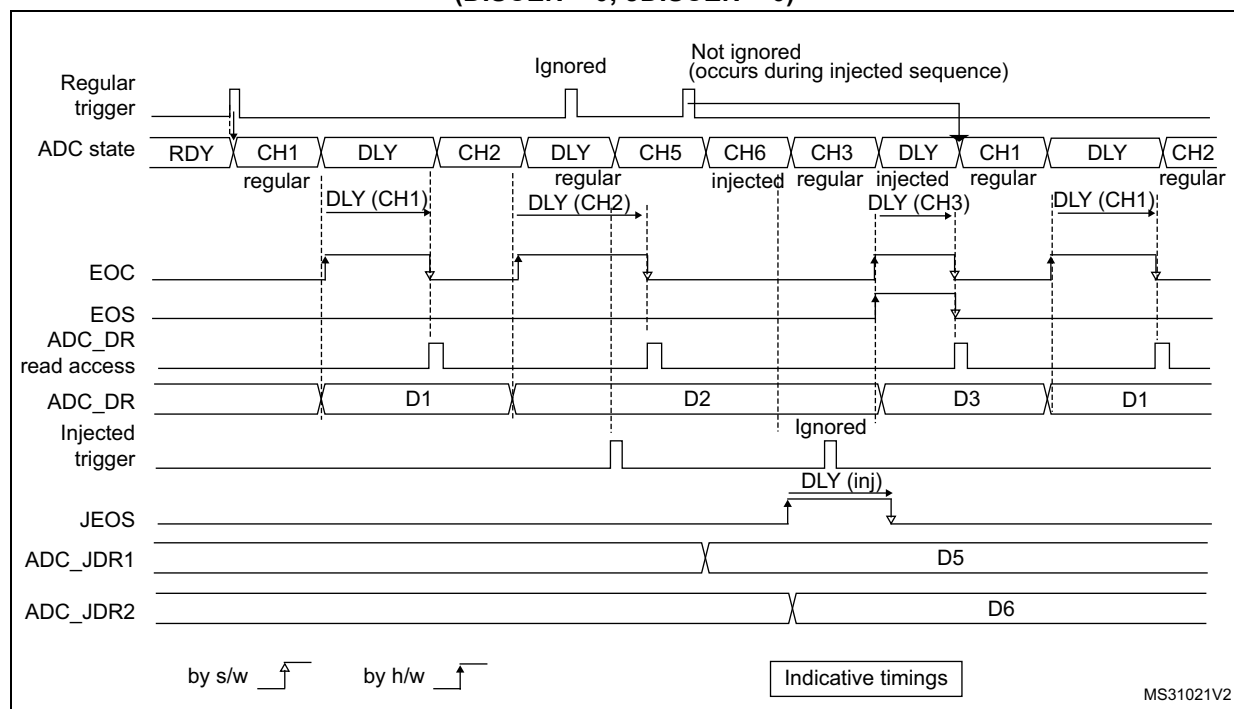 Ignored
Not ignored
(occurs during injected sequence)
Regular
trigger
ADC state
RDY CH1 DLY CH2 DLY CH5 CH6 CH3 DLY CH1 DLY CH2
regular regular injected regular injected regular regular
DLY (CH1) DLY (CH2) DLY (CH3) DLY (CH1)
EOC
EOS
ADC_DR
read access
ADC_DR D1 D2 D3 D1
Injected
trigger
Ignored
DLY (inj)
JEOS
ADC_JDR1 D5
ADC_JDR2 D6
by s/w by h/w Indicative timings
MS31021V2